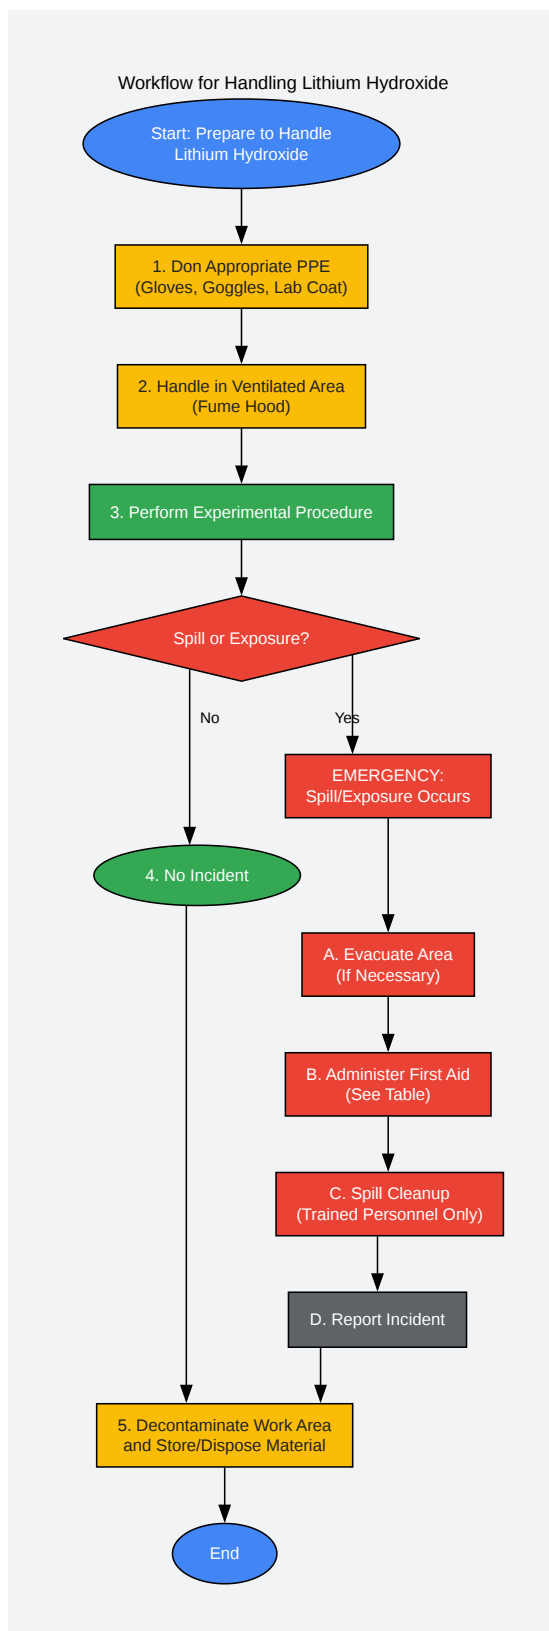 Workflow for Handling Lithium Hydroxide
Start: Prepare to Handle
Lithium Hydroxide
1. Don Appropriate PPE
(Gloves, Goggles, Lab Coat)
2. Handle in Ventilated Area
(Fume Hood)
3. Perform Experimental Procedure
Spill or Exposure?
No
Yes
EMERGENCY:
Spill/Exposure Occurs
4. No Incident
A. Evacuate Area
(If Necessary)
B. Administer First Aid
(See Table)
C. Spill Cleanup
(Trained Personnel Only)
D. Report Incident
5. Decontaminate Work Area
and Store/Dispose Material
End